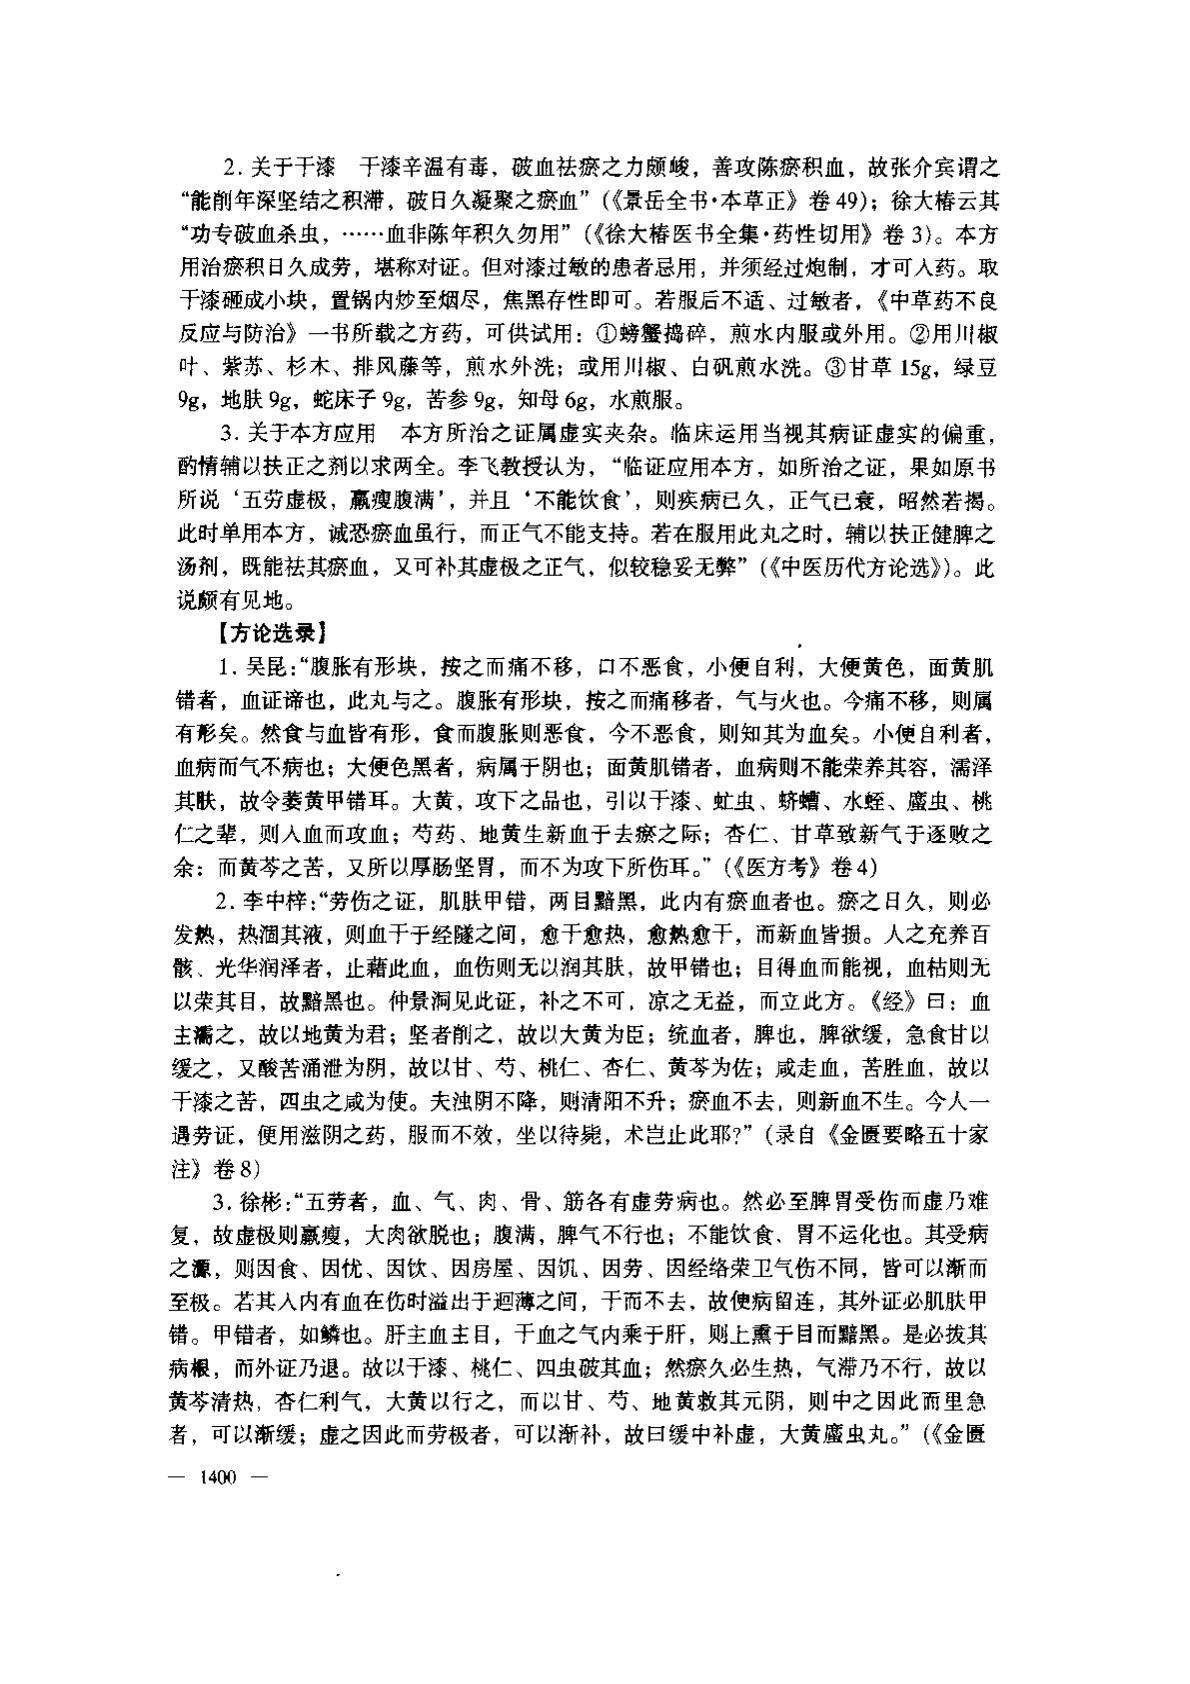 2. 关于干漆　干漆辛温有毒，破血祛瘀之力颇峻，善攻陈瘀积血，故张介宾谓之
“能削年深坚结之积滞，破日久凝聚之瘀血”（《景岳全书·本草正》卷 49）；徐大椿云其
“功专破血杀虫，……血非陈年积久勿用”（《徐大椿医书全集·药性切用》卷 3）。本方
用治瘀积日久成劳，堪称对证。但对漆过敏的患者忌用，并须经过炮制，才可入药。取
干漆砸成小块，置锅内炒至烟尽，焦黑存性即可。若服后不适、过敏者，《中草药不良
反应与防治》一书所载之方药，可供试用：①螃蟹捣碎，煎水内服或外用。②用川椒
叶、紫苏、杉木、排风藤等，煎水外洗；或用川椒、白矾煎水洗。③甘草 15g，绿豆
9g，地肤 9g，蛇床子 9g，苦参 9g，知母 6g，水煎服。
3. 关于本方应用　本方所治之证属虚实夹杂。临床运用当视其病证虚实的偏重，
酌情辅以扶正之剂以求两全。李飞教授认为，“临证应用本方，如所治之证，果如原书
所说‘五劳虚极，羸瘦腹满’，并且‘不能饮食’，则疾病已久，正气已衰，昭然若揭。
此时单用本方，诚恐瘀血虽行，而正气不能支持。若在服用此丸之时，辅以扶正健脾之
汤剂，既能祛其瘀血，又可补其虚极之正气，似较稳妥无弊”（《中医历代方论选》）。此
说颇有见地。
【方论选录】
1. 吴昆：“腹胀有形块，按之而痛不移，口不恶食，小便自利，大便黄色，面黄肌
错者，血证谛也，此丸与之。腹胀有形块，按之而痛移者，气与火也。今痛不移，则属
有形矣。然食与血皆有形，食而腹胀则恶食，今不恶食，则知其为血矣。小便自利者，
血病而气不病也；大便色黑者，病属于阴也；面黄肌错者，血病则不能荣养其容，濡泽
其肤，故令萎黄甲错耳。大黄，攻下之品也，引以干漆、虻虫、蛴螬、水蛭、䗪虫、桃
仁之辈，则入血而攻血；芍药、地黄生新血于去瘀之际；杏仁、甘草致新气于逐败之
余：而黄芩之苦，又所以厚肠坚胃，而不为攻下所伤耳。”（《医方考》卷 4）
2. 李中梓：“劳伤之证，肌肤甲错，两目黯黑，此内有瘀血者也。瘀之日久，则必
发热，热涸其液，则血干于经隧之间，愈干愈热，愈热愈干，而新血皆损。人之充养百
骸、光华润泽者，止藉此血，血伤则无以润其肤，故甲错也；目得血而能视，血枯则无
以荣其目，故黯黑也。仲景洞见此证，补之不可，凉之无益，而立此方。《经》曰：血
主濡之，故以地黄为君；坚者削之，故以大黄为臣；统血者，脾也，脾欲缓，急食甘以
缓之，又酸苦涌泄为阴，故以甘、芍、桃仁、杏仁、黄芩为佐；咸走血，苦胜血，故以
干漆之苦，四虫之咸为使。夫浊阴不降，则清阳不升；瘀血不去，则新血不生。今人一
遇劳证，便用滋阴之药，服而不效，坐以待毙，术岂止此耶？”（录自《金匮要略五十家
注》卷 8）
3. 徐彬：“五劳者，血、气、肉、骨、筋各有虚劳病也。然必至脾胃受伤而虚乃难
复，故虚极则羸瘦，大肉欲脱也；腹满，脾气不行也；不能饮食、胃不运化也。其受病
之源，则因食、因忧、因饮、因房屋、因饥、因劳、因经络荣卫气伤不同，皆可以渐而
至极。若其人内有血在伤时溢出于迴薄之间，干而不去，故使病留连，其外证必肌肤甲
错。甲错者，如鳞也。肝主血主目，干血之气内乘于肝，则上熏于目而黯黑。是必拨其
病根，而外证乃退。故以干漆、桃仁、四虫破其血；然瘀久必生热，气滞乃不行，故以
黄芩清热，杏仁利气，大黄以行之，而以甘、芍、地黄救其元阴，则中之因此而里急
者，可以渐缓；虚之因此而劳极者，可以渐补，故曰缓中补虚，大黄䗪虫丸。”（《金匮
— 1400 —